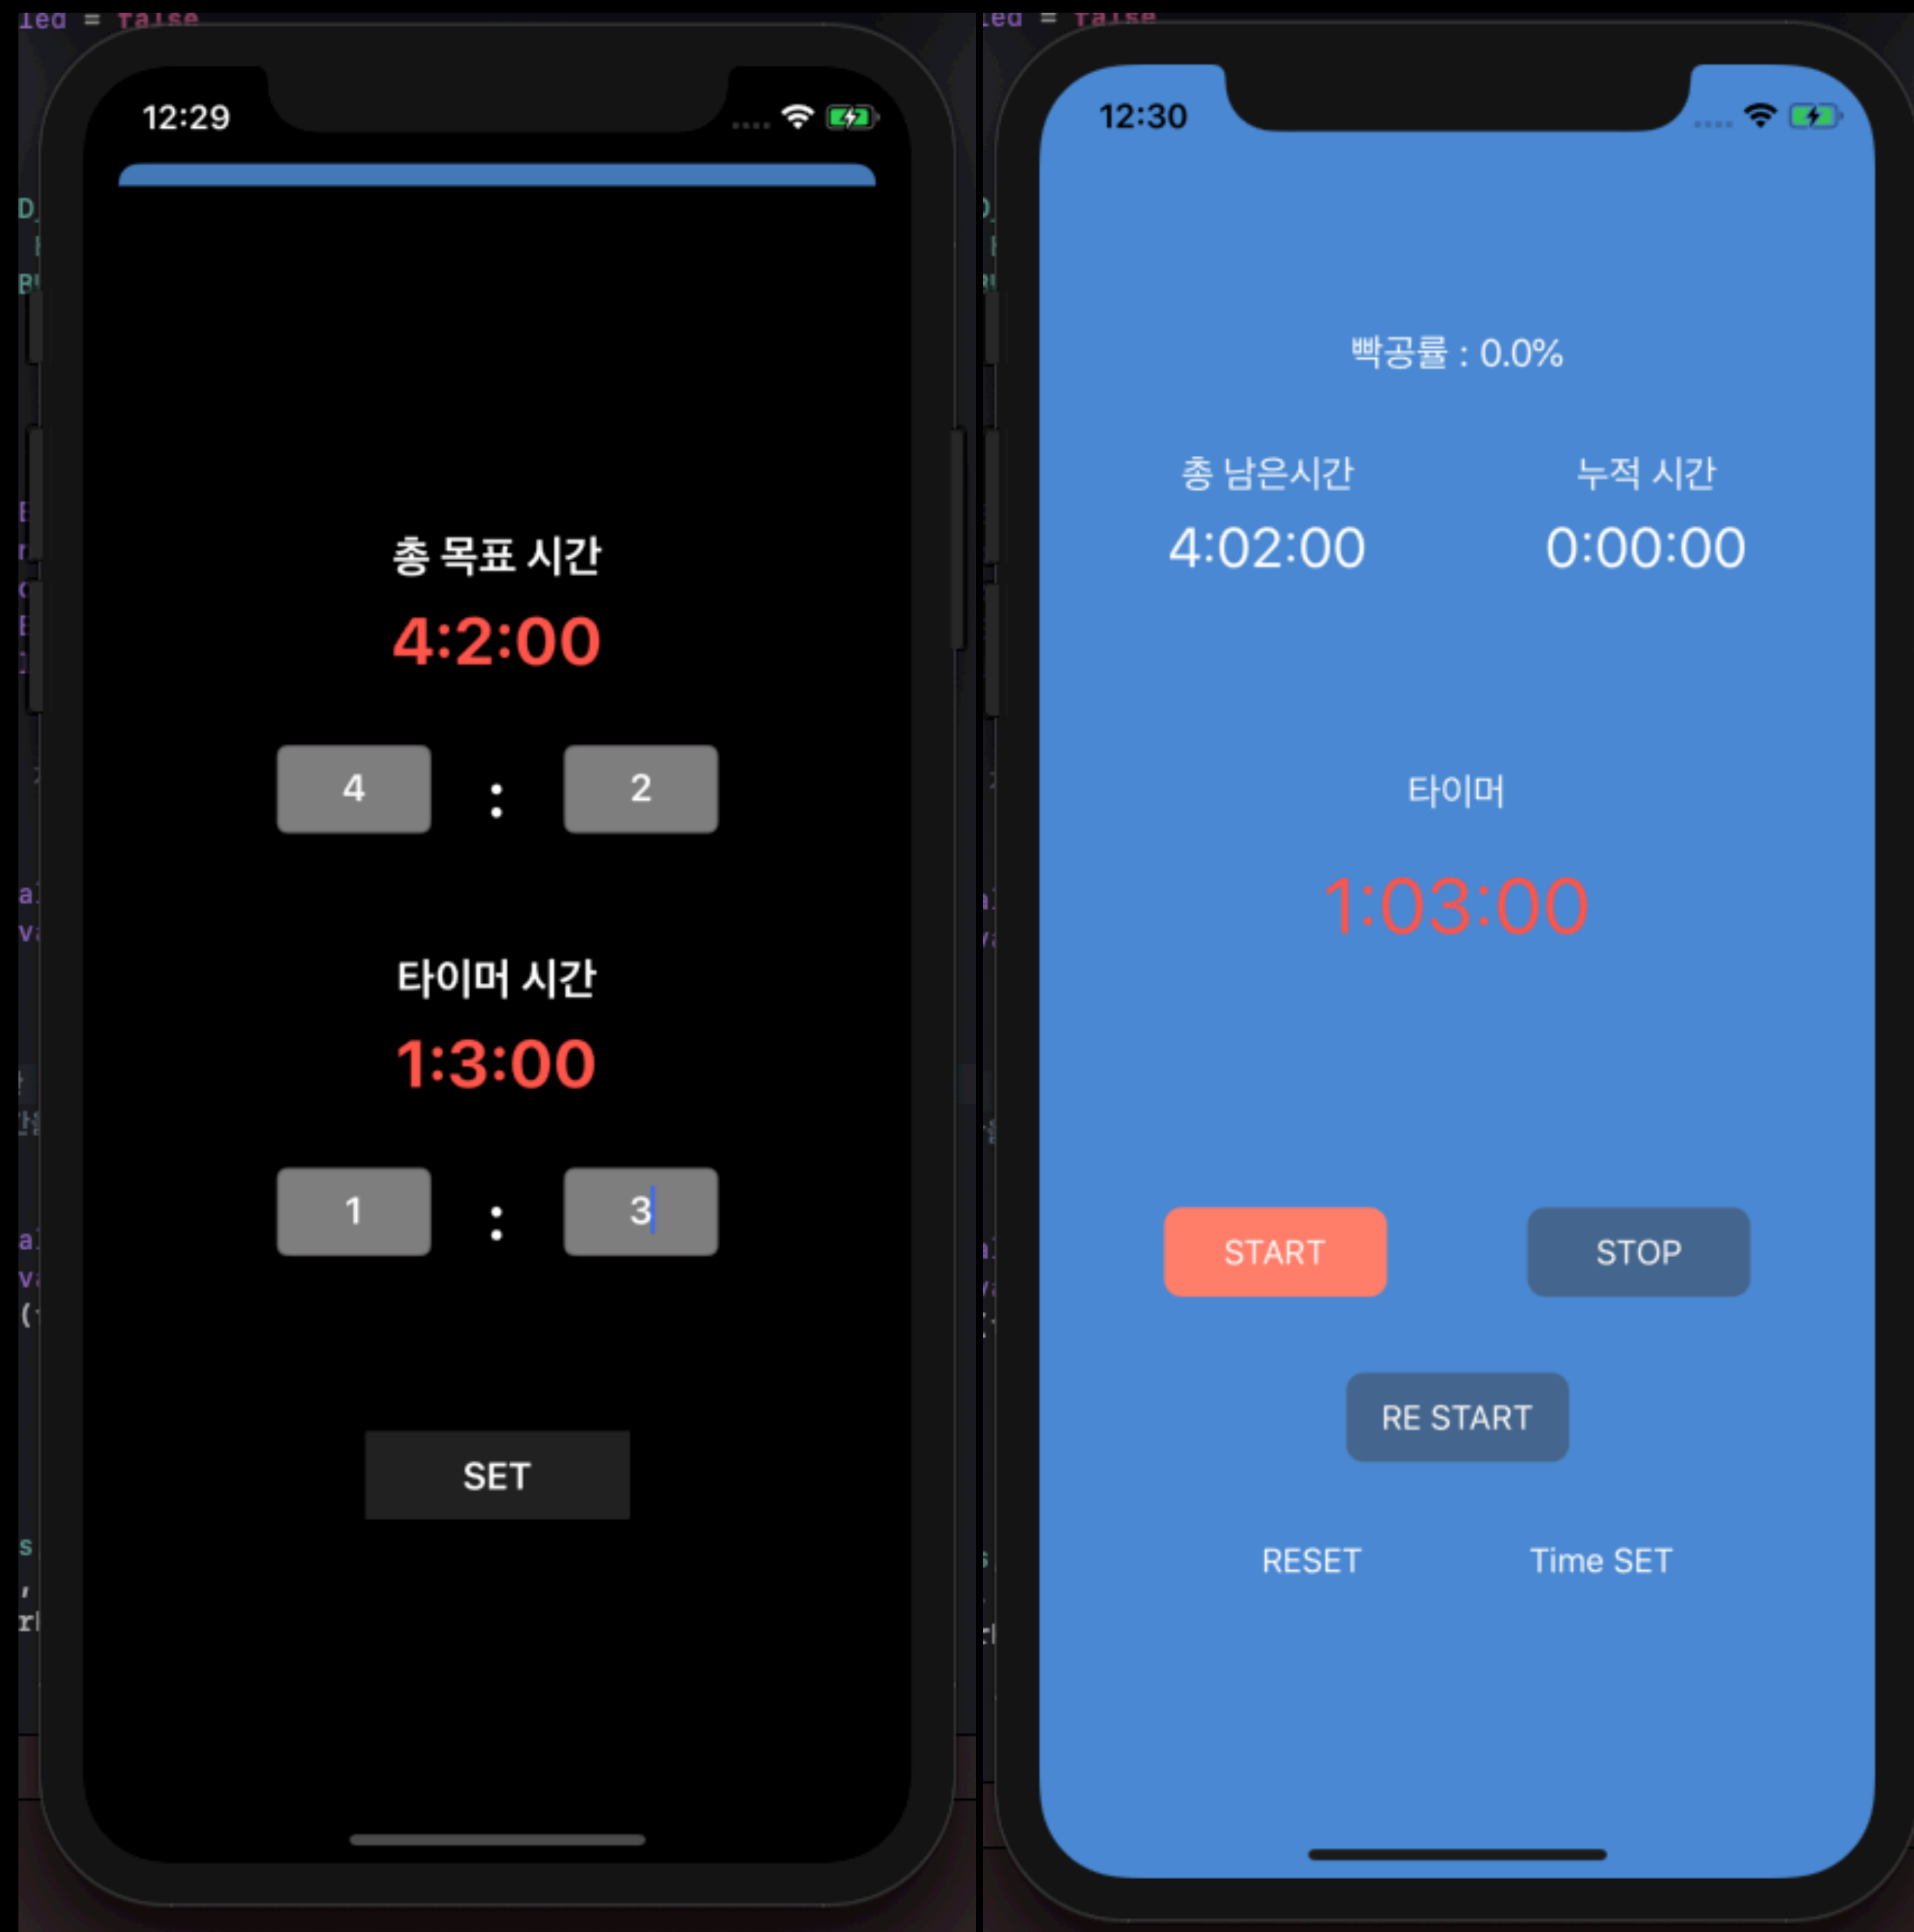 led = false
12:29
총 목표 시간
4:2:00
4 : 2
타이머 시간
1:3:00
1 : 3
SET
12:30
빡공률 : 0.0%
총 남은시간 누적 시간
4:02:00 0:00:00
타이머
1:03:00
START STOP
RE START
RESET Time SET